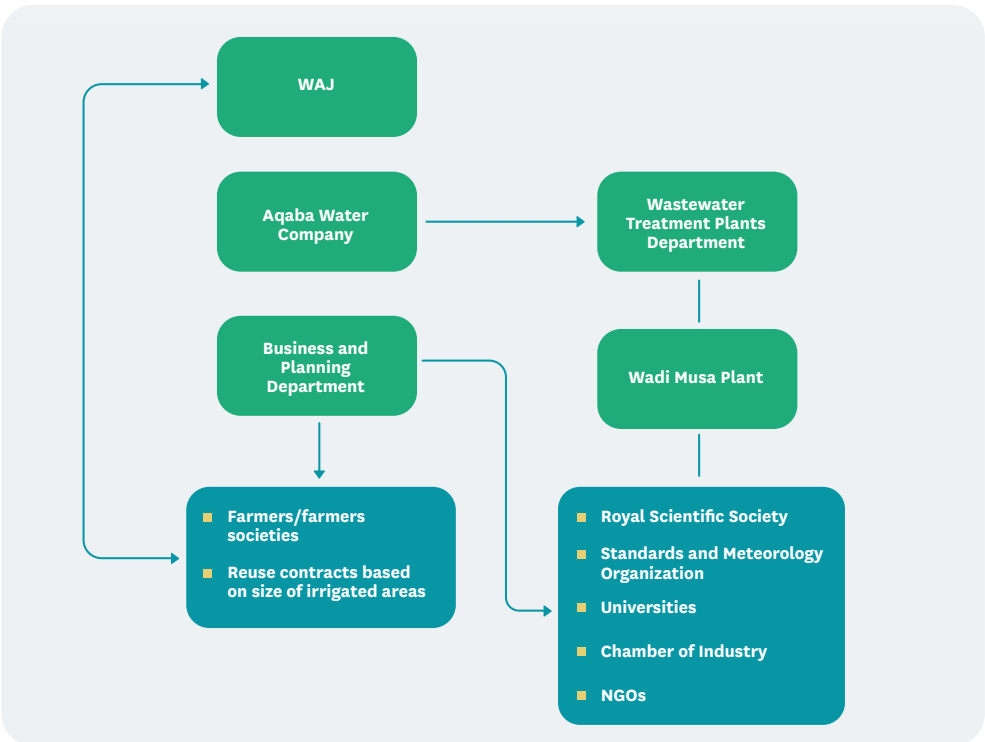 WAJ
Aqaba Water
Company
Wastewater
Treatment Plants
Department
Business and
Planning
Department
Wadi Musa Plant
Farmers/farmers
societies
Reuse contracts based
on size of irrigated areas
Royal Scientific Society
Standards and Meteorology
Organization
Universities
Chamber of Industry
NGOs